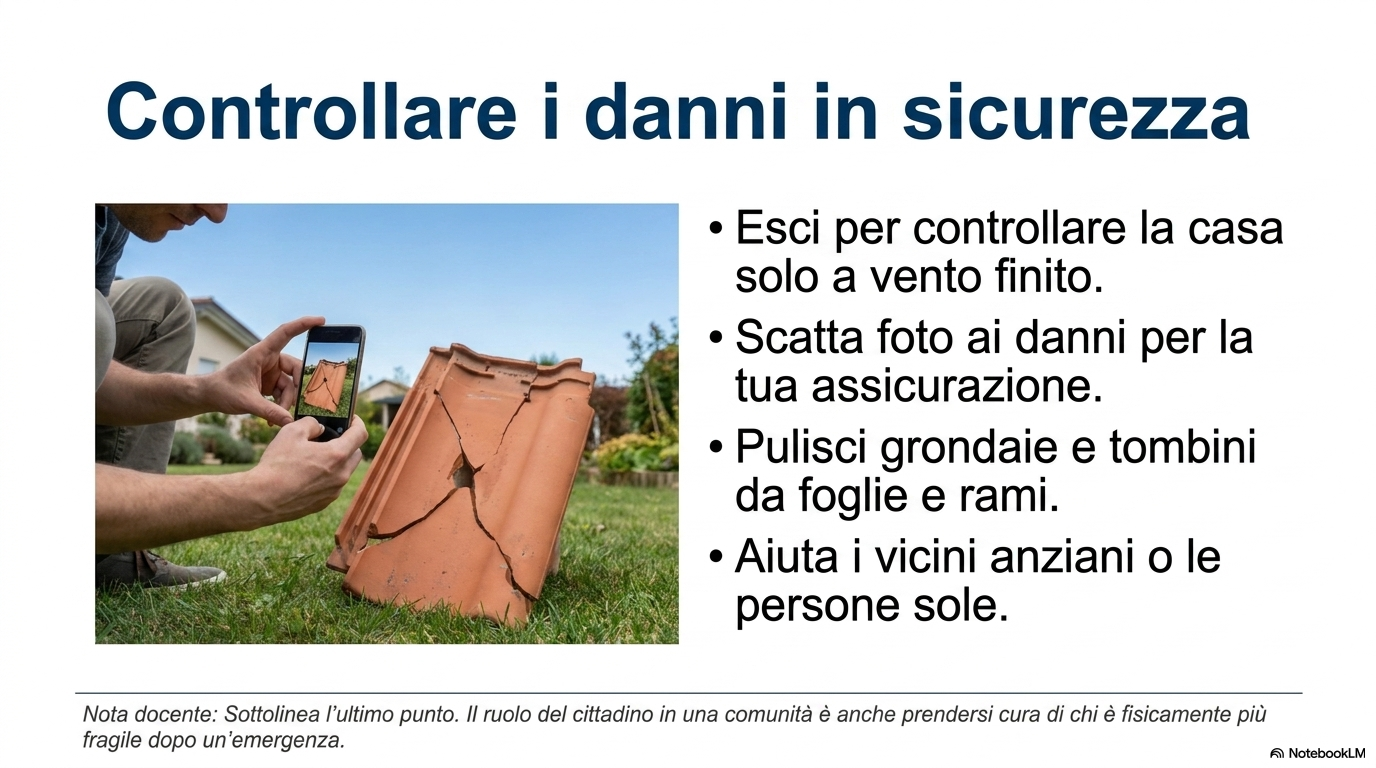 Controllare i danni in sicurezza
• Esci per controllare la casa
solo a vento finito.
• Scatta foto ai danni per la
tua assicurazione.
• Pulisci grondaie e tombini
da foglie e rami.
• Aiuta i vicini anziani o le
persone sole.
Nota docente: Sottolinea l’ultimo punto. Il ruolo del cittadino in una comunità è anche prendersi cura di chi è fisicamente più
fragile dopo un’emergenza.
NotebookLM